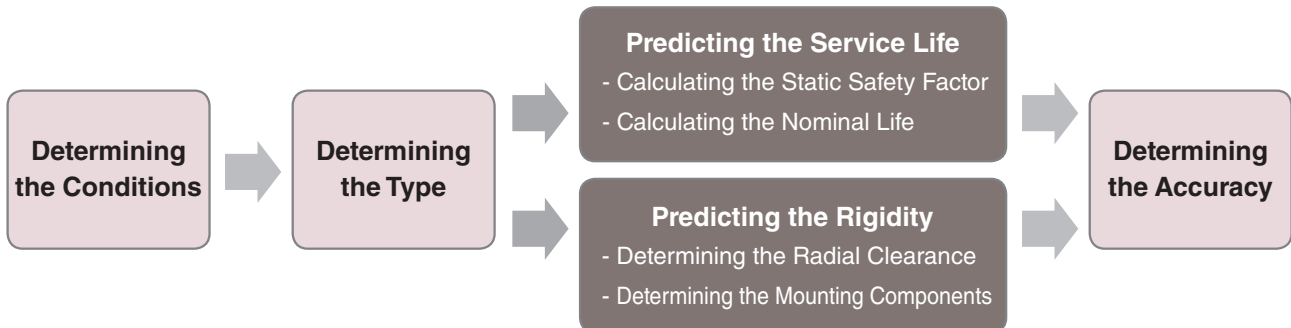 Determining
the Conditions
Determining
the Type
Predicting the Service Life
- Calculating the Static Safety Factor
- Calculating the Nominal Life
Predicting the Rigidity
- Determining the Radial Clearance
- Determining the Mounting Components
Determining
the Accuracy